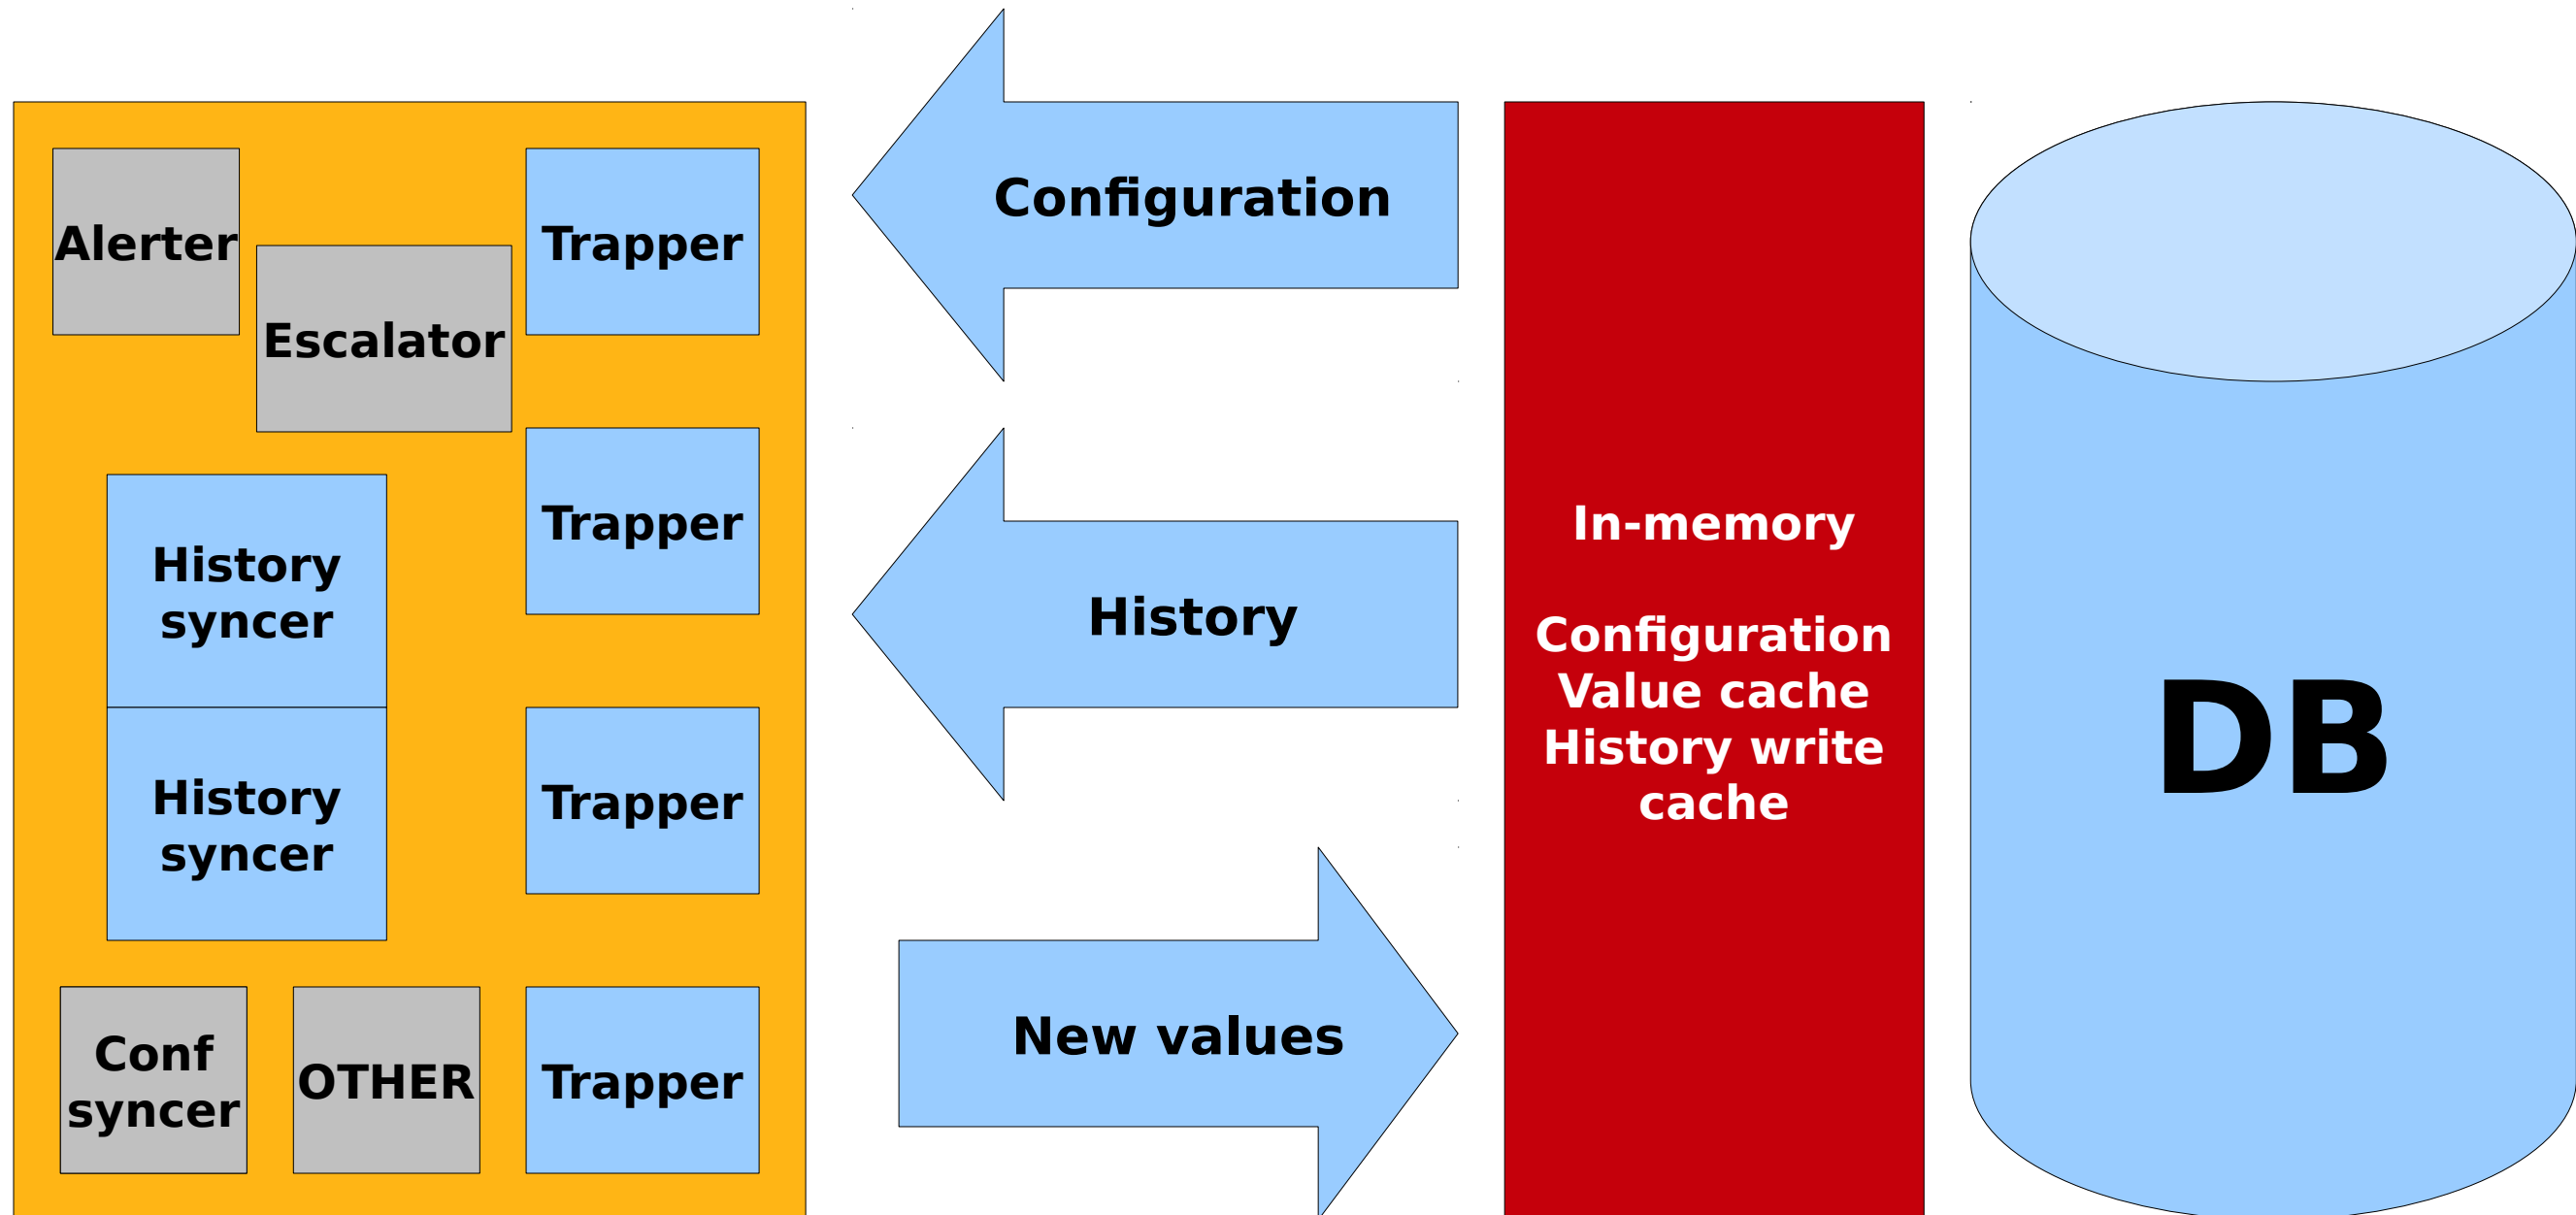 Alerter
Escalator
Trapper
Trapper
History
syncer
History
syncer
Trapper
Conf
syncer
OTHER
Trapper
Configuration
History
New values
In-memory
Configuration
Value cache
History write
cache
DB